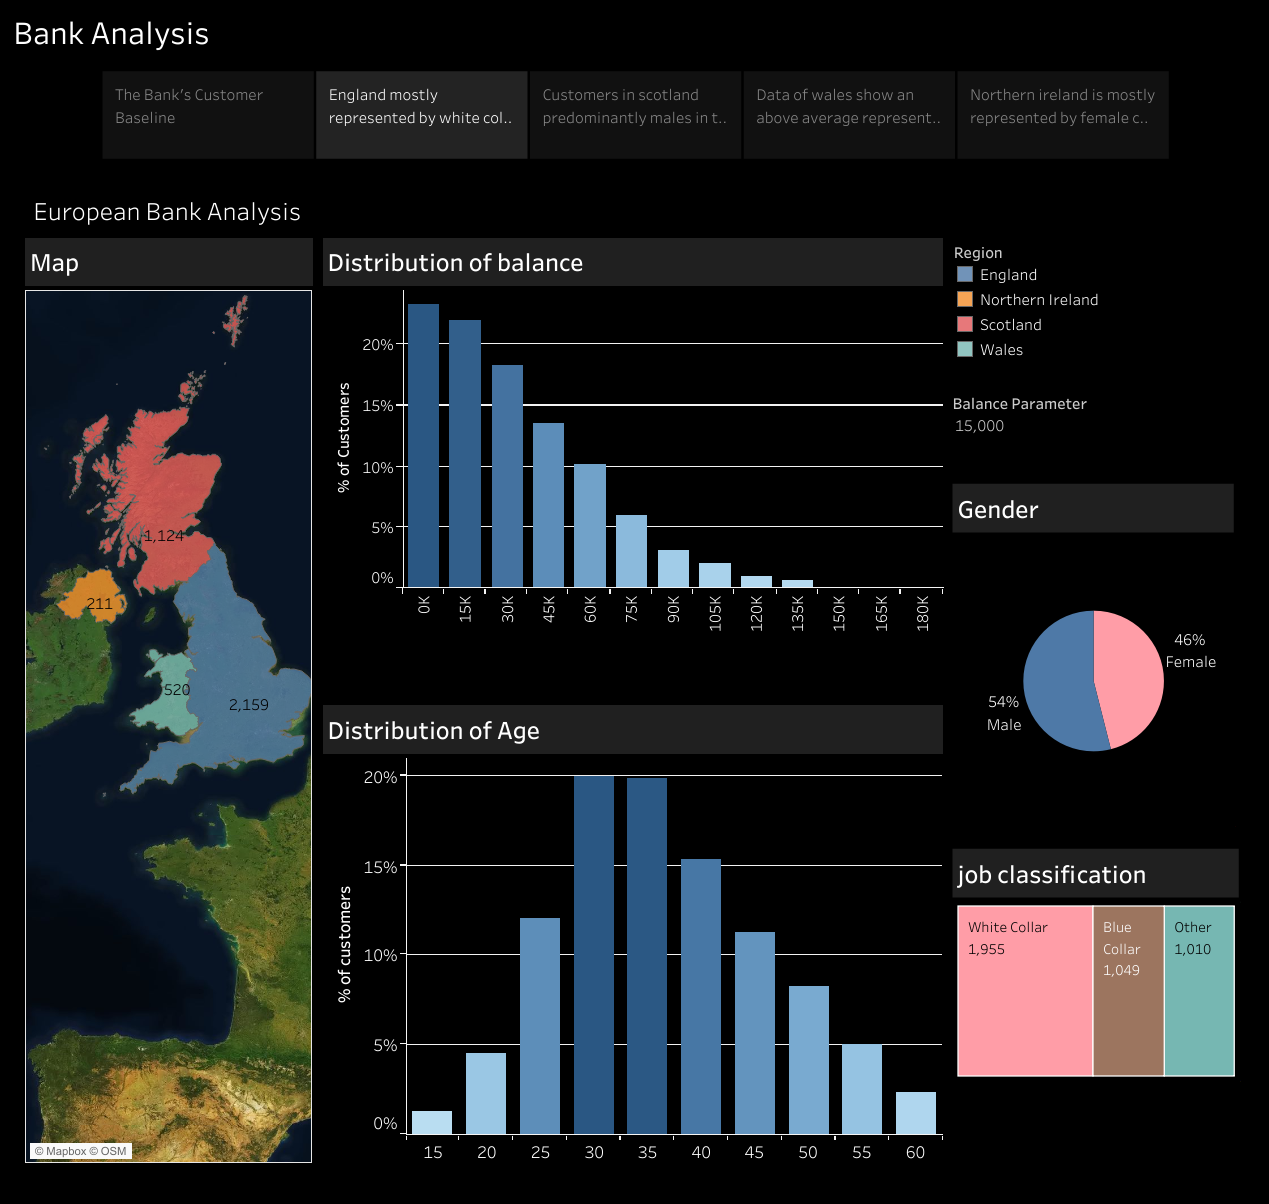 Bank Analysis
The Bank's Customer
Baseline
England mostly
represented by white col..
Customers in scotland
predominantly males in t..
Data of wales show an
above average represent..
Northern ireland is mostly
represented by female c..
European Bank Analysis
Map
1,124
211
520
2,159
© Mapbox © OSM
Distribution of balance
% of Customers
20%
15%
10%
5%
0%
0K
15K
30K
45K
60K
75K
90K
105K
120K
135K
150K
165K
180K
Distribution of Age
% of customers
20%
15%
10%
5%
0%
15
20
25
30
35
40
45
50
55
60
Region
England
Northern Ireland
Scotland
Wales
Balance Parameter
15,000
Gender
46%
Female
54%
Male
job classification
White Collar
1,955
Blue
Collar
1,049
Other
1,010